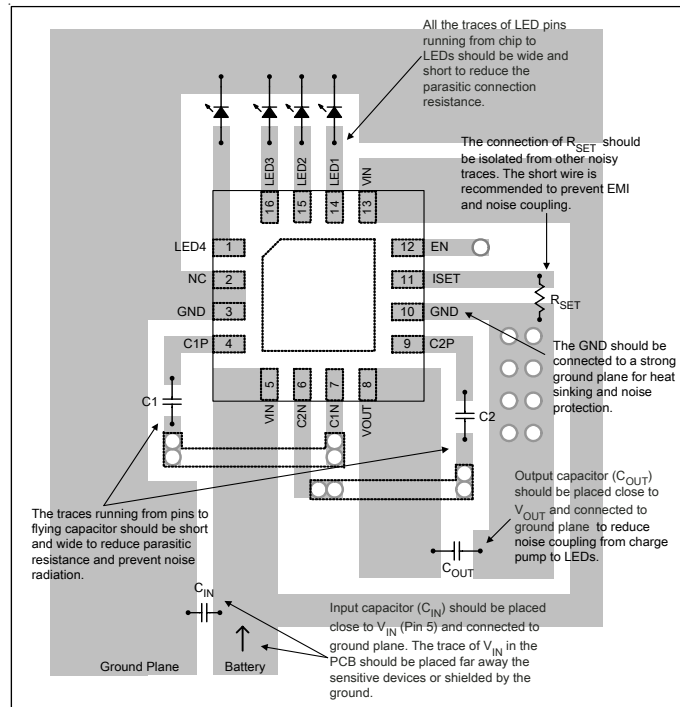 All the traces of LED pins
running from chip to
LEDs should be wide and
short to reduce the
parasitic connection
resistance.
The connection of RSET should
be isolated from other noisy
traces. The short wire is
recommended to prevent EMI
and noise coupling.
LED3
LED2
LED1
VIN
16
15
14
13
LED4
1
12
EN
NC
2
11
ISET
GND
3
10
GND
RSET
C1P
4
9
C2P
The GND should be
connected to a strong
ground plane for heat
sinking and noise
protection.
5
6
7
8
VIN
C2N
C1N
VOUT
C1
C2
The traces running from pins to
flying capacitor should be short
and wide to reduce parasitic
resistance and prevent noise
radiation.
Output capacitor (COUT)
should be placed close to
VOUT and connected to
ground plane to reduce
noise coupling from charge
pump to LEDs.
COUT
CIN
Input capacitor (CIN) should be placed
close to VIN (Pin 5) and connected to
ground plane. The trace of VIN in the
PCB should be placed far away the
sensitive devices or shielded by the
ground.
Ground Plane
Battery